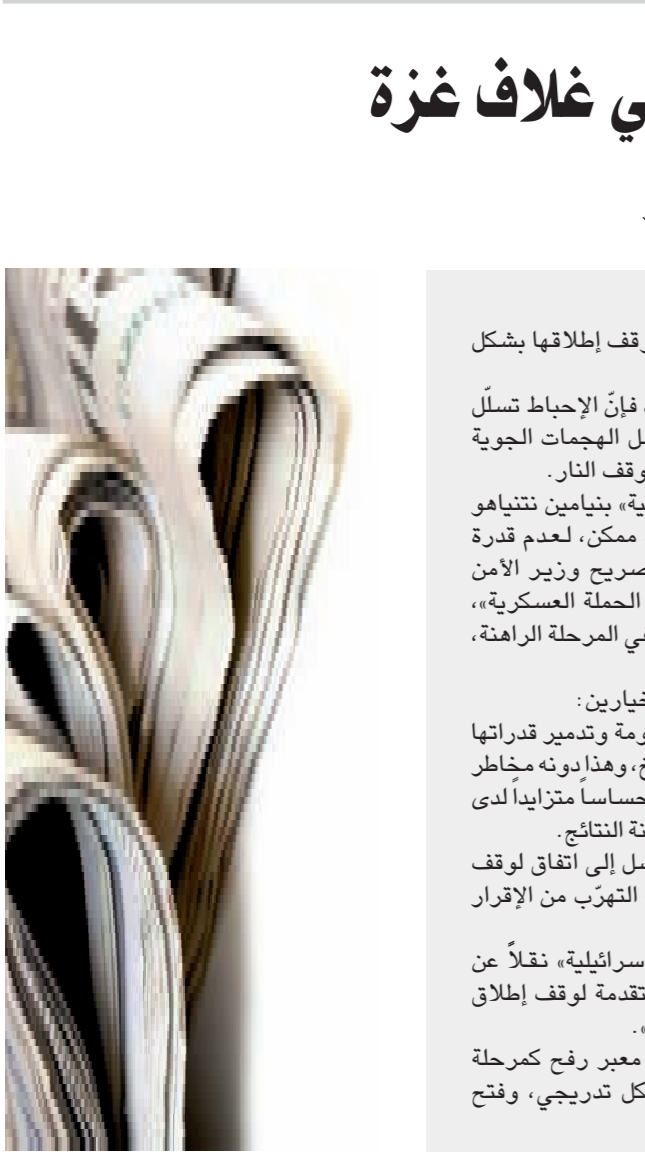 ي غلاف غزة
وقف إطلاقها بشكل
فإنّ الإحباط تسلّل
ل الهجمات الجوية
وقف النار.
ية» بنيامين نتنياهو
ممكن، لعدم قدرة
صريح وزير الأمن
الحملة العسكرية»،
في المرحلة الراهنة،
خيارين:
ومة وتدمير قدراتها
خ، وهذا دونه مخاطر
حساساً متزايداً لدى
نة النتائج.
سل إلى اتفاق لوقف
التهرّب من الإقرار
سرائيلية» نقلاً عن
تقدمة لوقف إطلاق
».
معبر رفح كمرحلة
كل تدريجي، وفتح